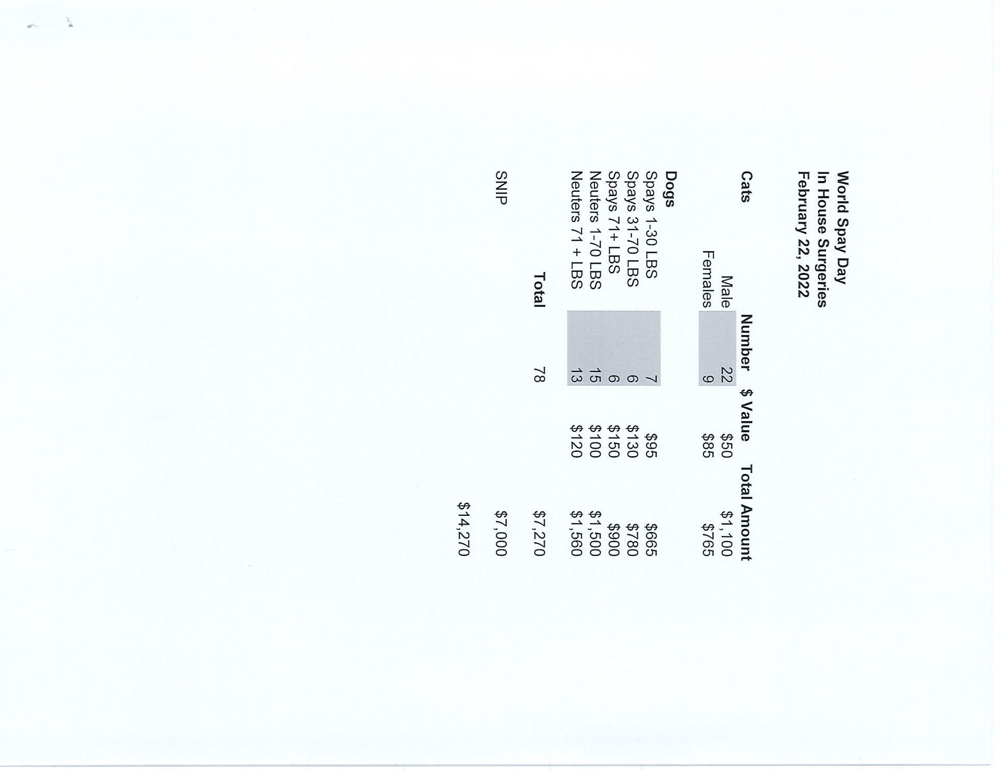 World Spay Day
In House Surgeries
February 22, 2022
Cats Number $ Value Total Amount
Male 22 $50 $1,100
Females 9 $85 $765
Dogs
Spays 1-30 LBS 7 $95 $665
Spays 31-70 LBS 6 $130 $780
Spays 71+ LBS 6 $150 $900
Neuters 1-70 LBS 15 $100 $1,500
Neuters 71 + LBS 13 $120 $1,560
Total 78 $7,270
SNIP $7,000
$14,270